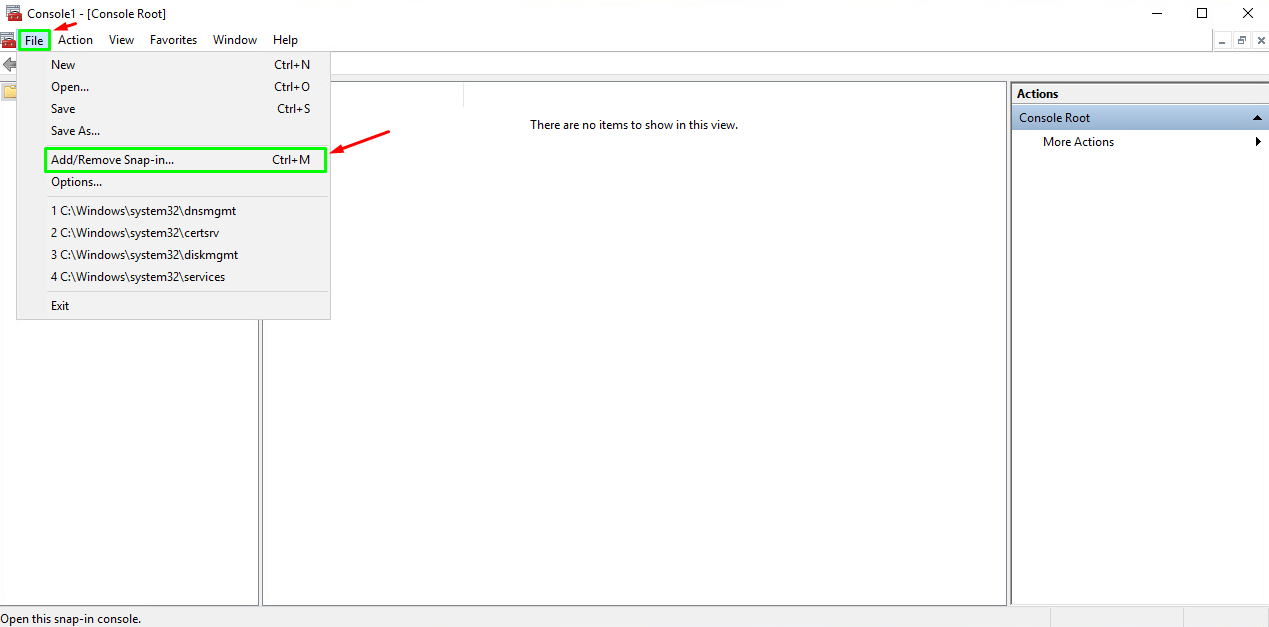 Console1 - [Console Root]
File Action View Favorites Window Help
New Ctrl+N
Open... Ctrl+O
Save Ctrl+S
Save As...
Add/Remove Snap-in... Ctrl+M
Options...
1 C:\Windows\system32\dnsmgmt
2 C:\Windows\system32\certsrv
3 C:\Windows\system32\diskmgmt
4 C:\Windows\system32\services
Exit
There are no items to show in this view.
Actions
Console Root
More Actions
Open this snap-in console.